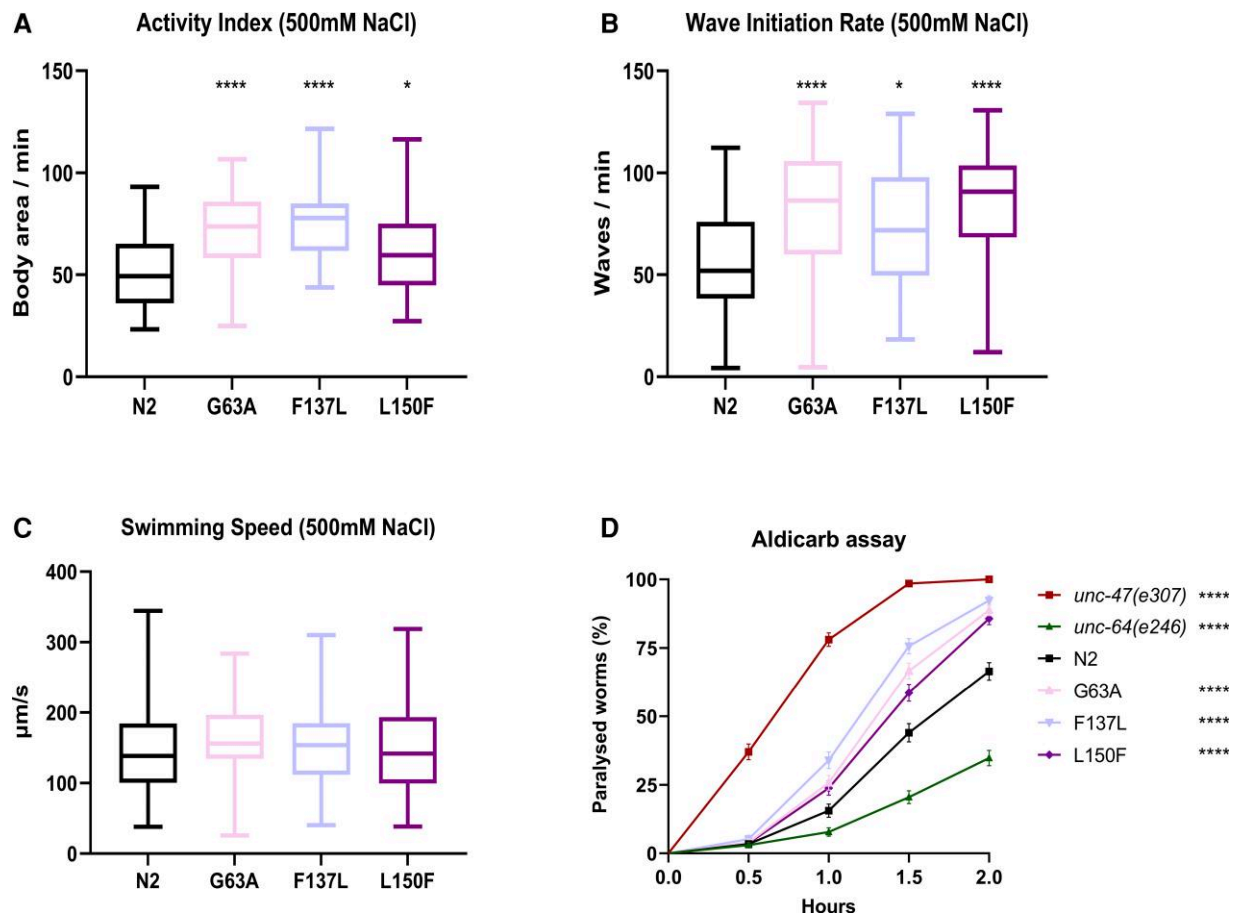 A
Activity Index (500mM NaCl)
Body area / min
150
100
50
0
**** **** *
N2 G63A F137L L150F
B
Wave Initiation Rate (500mM NaCl)
Waves / min
150
100
50
0
**** * ****
N2 G63A F137L L150F
C
Swimming Speed (500mM NaCl)
µm/s
400
300
200
100
0
N2 G63A F137L L150F
D
Aldicarb assay
Paralysed worms (%)
100
75
50
25
0
0.0 0.5 1.0 1.5 2.0
Hours
unc-47(e307) ****
unc-64(e246) ****
N2
G63A ****
F137L ****
L150F ****